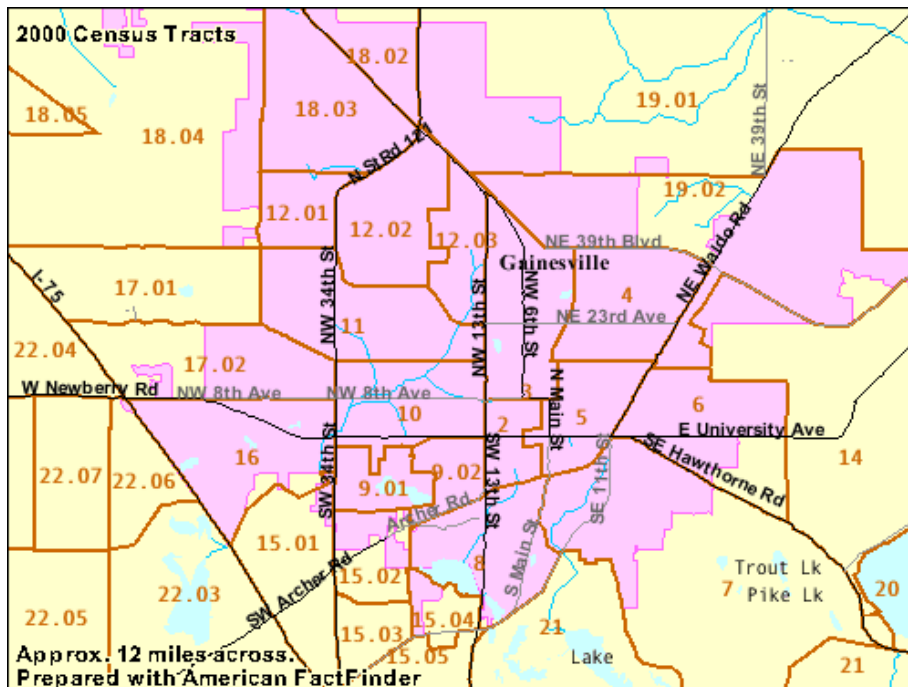 2000 Census Tracts
18.02
18.05
18.03
19.01
18.04
N St Rd 121
NE 39th St
19.02
12.01
12.02
12.03
NE 39th Blvd
NE Waldo Rd
Gainesville
I-75
17.01
NW 34th St
NW 13th St
NW 6th St
4
NE 23rd Ave
11
22.04
17.02
W Newberry Rd
NW 8th Ave
NW 8th Ave
3
N Main St
10
2
5
6
E University Ave
16
SW 34th St
9.02
SW 13th St
SE 11th St
SE Hawthorne Rd
14
22.07
22.06
9.01
Archer Rd
15.01
S Main St
SW Archer Rd
15.02
8
22.03
7
Trout Lk
Pike Lk
20
22.05
15.03
15.04
21
15.05
Lake
21
Approx. 12 miles across.
Prepared with American FactFinder